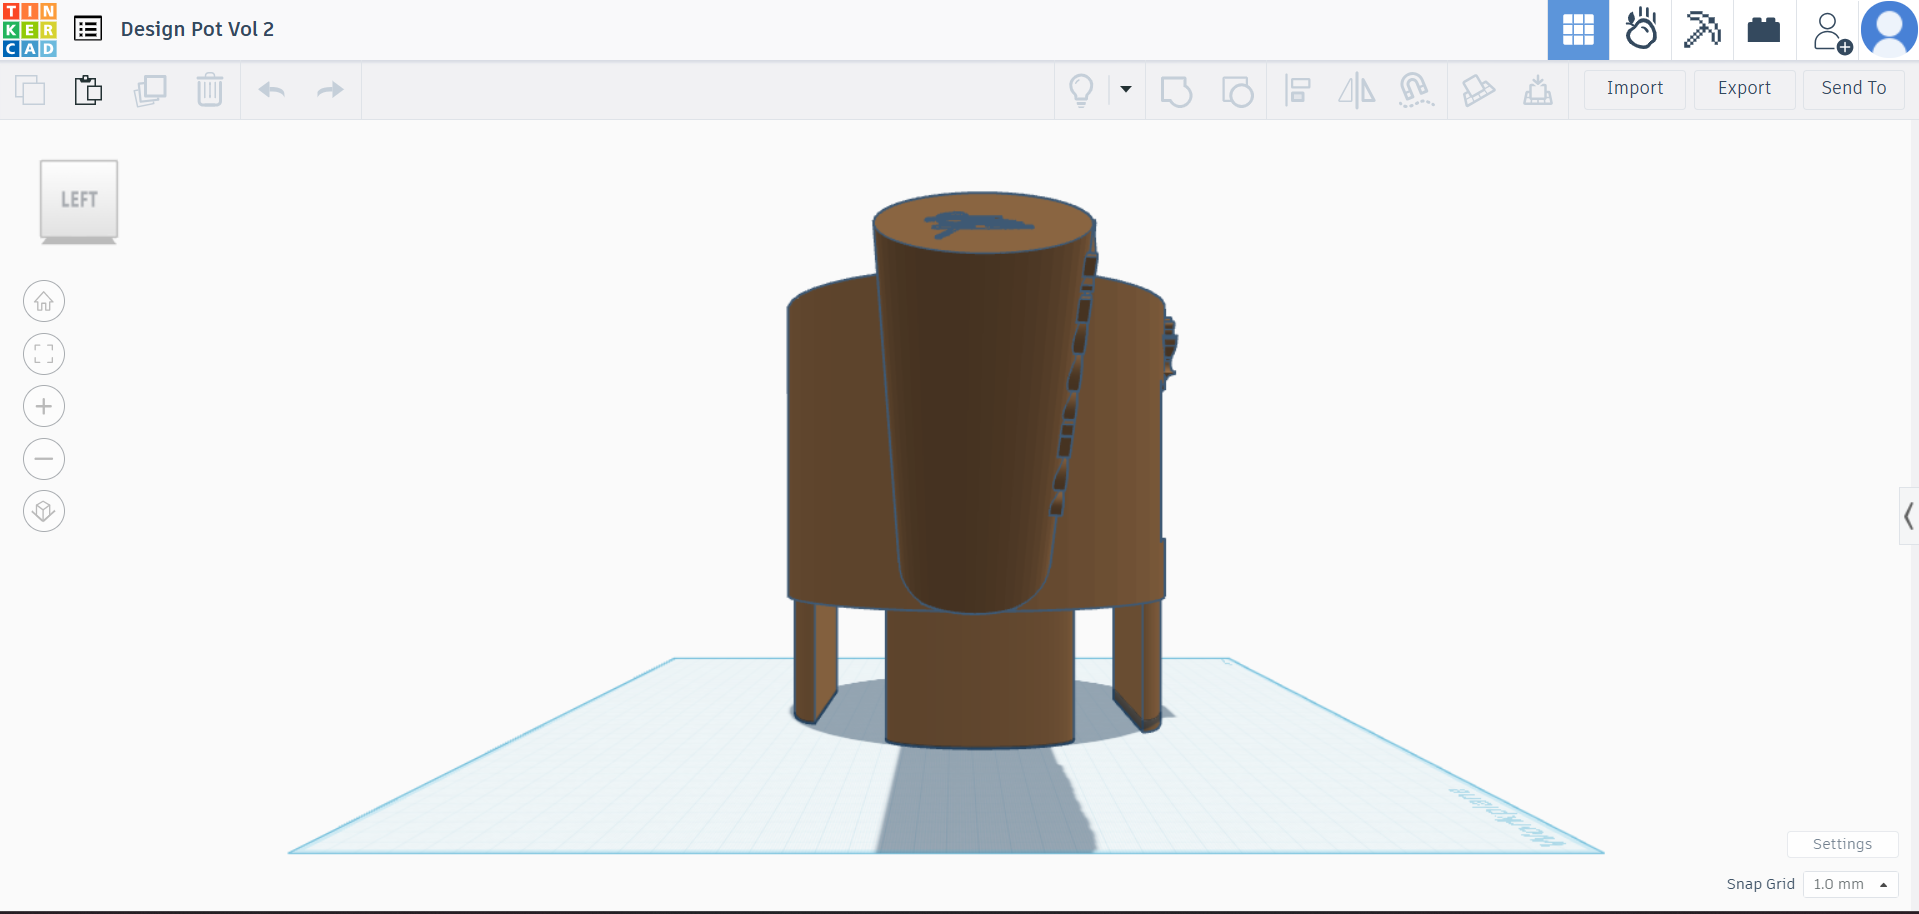 TIN
KER
CAD
Design Pot Vol 2
Import
Export
Send To
LEFT
Workplane
Settings
Snap Grid
1.0 mm